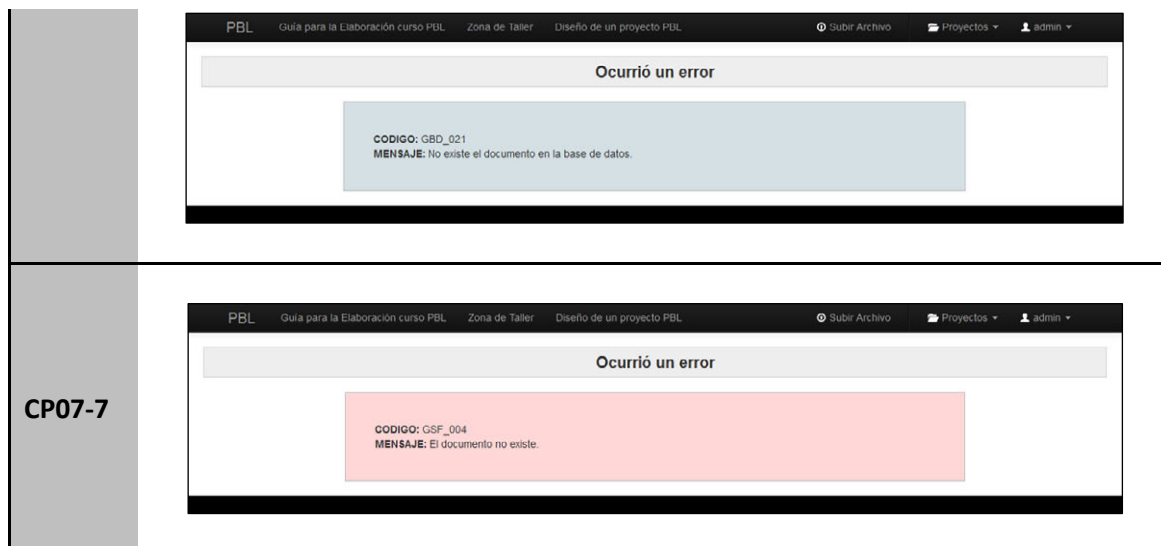 PBL Guía para la Elaboración curso PBL Zona de Taller Diseño de un proyecto PBL Subir Archivo Proyectos admin
Ocurrió un error
CODIGO: GBD_021
MENSAJE: No existe el documento en la base de datos.
CP07-7
PBL Guía para la Elaboración curso PBL Zona de Taller Diseño de un proyecto PBL Subir Archivo Proyectos admin
Ocurrió un error
CODIGO: GSF_004
MENSAJE: El documento no existe.